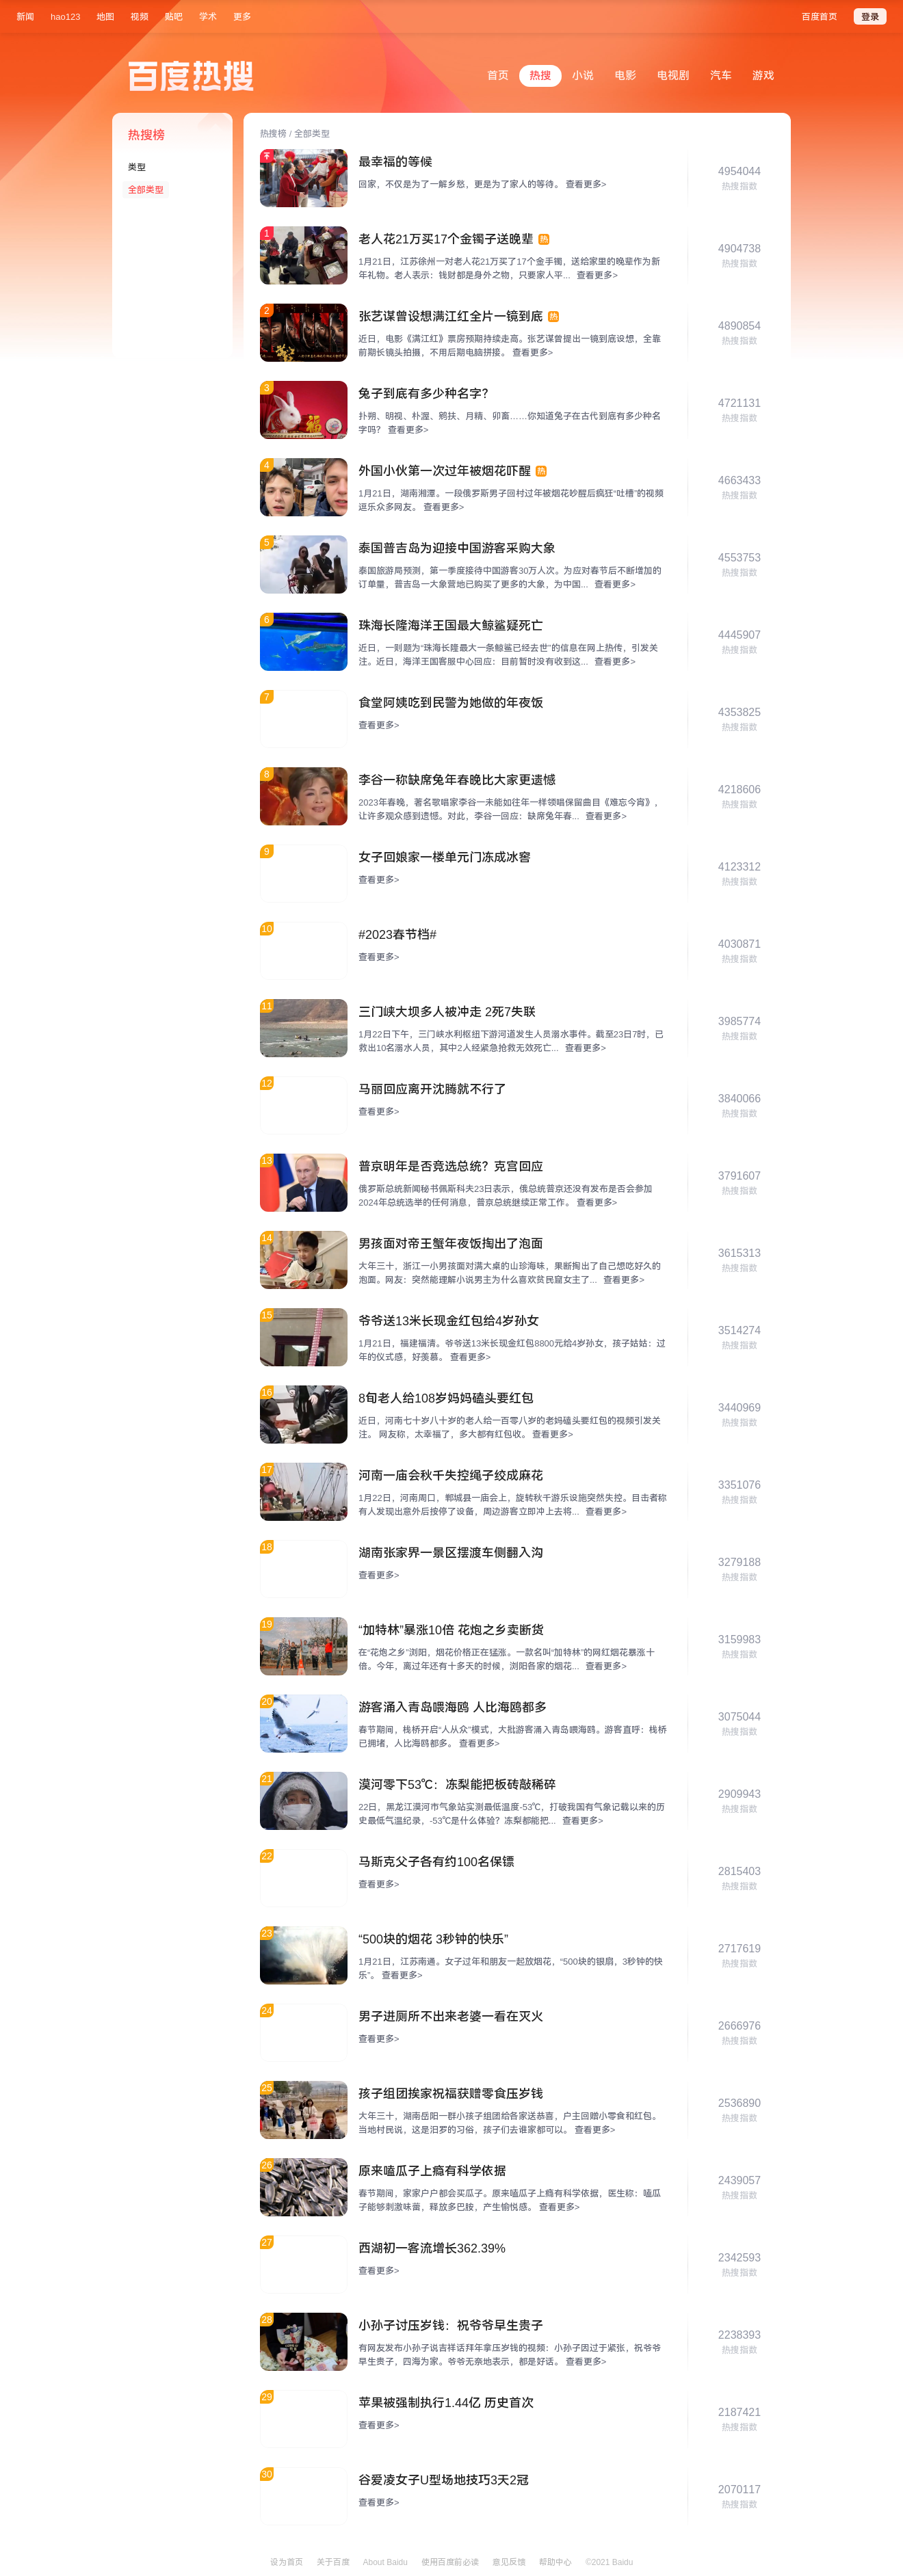 新闻 hao123 地图 视频 贴吧 学术 更多 百度首页 登录
百度热搜
首页 热搜 小说 电影 电视剧 汽车 游戏
热搜榜
类型
全部类型
热搜榜 / 全部类型
最幸福的等候
回家，不仅是为了一解乡愁，更是为了家人的等待。 查看更多>
4954044
热搜指数
1
老人花21万买17个金镯子送晚辈 热
1月21日，江苏徐州一对老人花21万买了17个金手镯，送给家里的晚辈作为新
年礼物。老人表示：钱财都是身外之物，只要家人平... 查看更多>
4904738
热搜指数
2
张艺谋曾设想满江红全片一镜到底 热
近日，电影《满江红》票房预期持续走高。张艺谋曾提出一镜到底设想，全靠
前期长镜头拍摄，不用后期电脑拼接。 查看更多>
4890854
热搜指数
3
兔子到底有多少种名字？
扑朔、明视、朴渥、䴗扶、月精、卯畜……你知道兔子在古代到底有多少种名
字吗？ 查看更多>
4721131
热搜指数
4
外国小伙第一次过年被烟花吓醒 热
1月21日，湖南湘潭。一段俄罗斯男子回村过年被烟花吵醒后疯狂“吐槽”的视频
逗乐众多网友。 查看更多>
4663433
热搜指数
5
泰国普吉岛为迎接中国游客采购大象
泰国旅游局预测，第一季度接待中国游客30万人次。为应对春节后不断增加的
订单量，普吉岛一大象营地已购买了更多的大象，为中国... 查看更多>
4553753
热搜指数
6
珠海长隆海洋王国最大鲸鲨疑死亡
近日，一则题为“珠海长隆最大一条鲸鲨已经去世”的信息在网上热传，引发关
注。近日，海洋王国客服中心回应：目前暂时没有收到这... 查看更多>
4445907
热搜指数
7
食堂阿姨吃到民警为她做的年夜饭
查看更多>
4353825
热搜指数
8
李谷一称缺席兔年春晚比大家更遗憾
2023年春晚，著名歌唱家李谷一未能如往年一样领唱保留曲目《难忘今宵》，
让许多观众感到遗憾。对此，李谷一回应：缺席兔年春... 查看更多>
4218606
热搜指数
9
女子回娘家一楼单元门冻成冰窖
查看更多>
4123312
热搜指数
10
#2023春节档#
查看更多>
4030871
热搜指数
11
三门峡大坝多人被冲走 2死7失联
1月22日下午，三门峡水利枢纽下游河道发生人员溺水事件。截至23日7时，已
救出10名溺水人员，其中2人经紧急抢救无效死亡... 查看更多>
3985774
热搜指数
12
马丽回应离开沈腾就不行了
查看更多>
3840066
热搜指数
13
普京明年是否竞选总统？克宫回应
俄罗斯总统新闻秘书佩斯科夫23日表示，俄总统普京还没有发布是否会参加
2024年总统选举的任何消息，普京总统继续正常工作。 查看更多>
3791607
热搜指数
14
男孩面对帝王蟹年夜饭掏出了泡面
大年三十，浙江一小男孩面对满大桌的山珍海味，果断掏出了自己想吃好久的
泡面。网友：突然能理解小说男主为什么喜欢贫民窟女主了... 查看更多>
3615313
热搜指数
15
爷爷送13米长现金红包给4岁孙女
1月21日，福建福清。爷爷送13米长现金红包8800元给4岁孙女，孩子姑姑：过
年的仪式感，好羡慕。 查看更多>
3514274
热搜指数
16
8旬老人给108岁妈妈磕头要红包
近日，河南七十岁八十岁的老人给一百零八岁的老妈磕头要红包的视频引发关
注。 网友称，太幸福了，多大都有红包收。 查看更多>
3440969
热搜指数
17
河南一庙会秋千失控绳子绞成麻花
1月22日，河南周口，郸城县一庙会上，旋转秋千游乐设施突然失控。目击者称
有人发现出意外后按停了设备，周边游客立即冲上去将... 查看更多>
3351076
热搜指数
18
湖南张家界一景区摆渡车侧翻入沟
查看更多>
3279188
热搜指数
19
“加特林”暴涨10倍 花炮之乡卖断货
在“花炮之乡”浏阳，烟花价格正在猛涨。一款名叫“加特林”的网红烟花暴涨十
倍。今年，离过年还有十多天的时候，浏阳各家的烟花... 查看更多>
3159983
热搜指数
20
游客涌入青岛喂海鸥 人比海鸥都多
春节期间，栈桥开启“人从众”模式，大批游客涌入青岛喂海鸥。游客直呼：栈桥
已拥堵，人比海鸥都多。 查看更多>
3075044
热搜指数
21
漠河零下53℃：冻梨能把板砖敲稀碎
22日，黑龙江漠河市气象站实测最低温度-53℃，打破我国有气象记载以来的历
史最低气温纪录，-53℃是什么体验？冻梨都能把... 查看更多>
2909943
热搜指数
22
马斯克父子各有约100名保镖
查看更多>
2815403
热搜指数
23
“500块的烟花 3秒钟的快乐”
1月21日，江苏南通。女子过年和朋友一起放烟花，“500块的银扇，3秒钟的快
乐”。 查看更多>
2717619
热搜指数
24
男子进厕所不出来老婆一看在灭火
查看更多>
2666976
热搜指数
25
孩子组团挨家祝福获赠零食压岁钱
大年三十，湖南岳阳一群小孩子组团给各家送恭喜，户主回赠小零食和红包。
当地村民说，这是汨罗的习俗，孩子们去谁家都可以。 查看更多>
2536890
热搜指数
26
原来嗑瓜子上瘾有科学依据
春节期间，家家户户都会买瓜子。原来嗑瓜子上瘾有科学依据，医生称：嗑瓜
子能够刺激味蕾，释放多巴胺，产生愉悦感。 查看更多>
2439057
热搜指数
27
西湖初一客流增长362.39%
查看更多>
2342593
热搜指数
28
小孙子讨压岁钱：祝爷爷早生贵子
有网友发布小孙子说吉祥话拜年拿压岁钱的视频：小孙子因过于紧张，祝爷爷
早生贵子，四海为家。爷爷无奈地表示，都是好话。 查看更多>
2238393
热搜指数
29
苹果被强制执行1.44亿 历史首次
查看更多>
2187421
热搜指数
30
谷爱凌女子U型场地技巧3天2冠
查看更多>
2070117
热搜指数
设为首页 关于百度 About Baidu 使用百度前必读 意见反馈 帮助中心 ©2021 Baidu